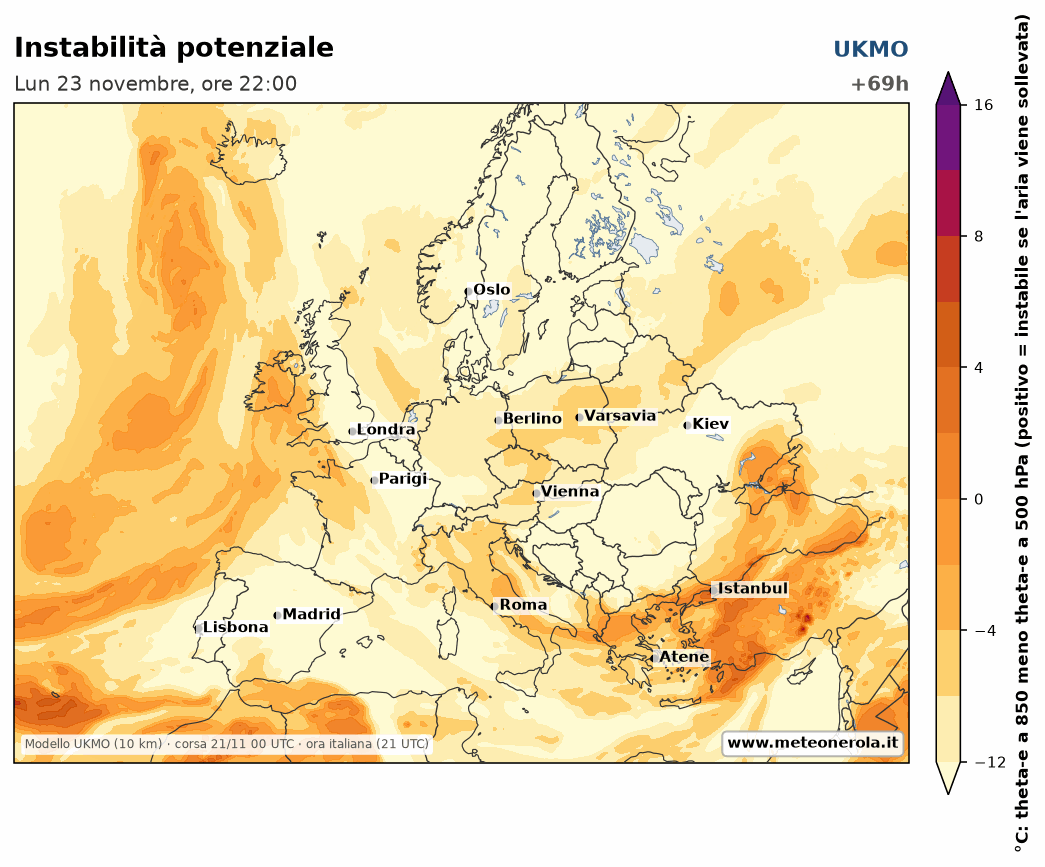 Instabilità potenziale
UKMO
Lun 23 novembre, ore 22:00
+69h
Oslo
Berlino
Varsavia
Kiev
Londra
Parigi
Vienna
Istanbul
Roma
Madrid
Lisbona
Atene
Modello UKMO (10 km) · corsa 21/11 00 UTC · ora italiana (21 UTC)
www.meteonerola.it
16
8
4
0
−4
−12
°C: theta-e a 850 meno theta-e a 500 hPa (positivo = instabile se l'aria viene sollevata)